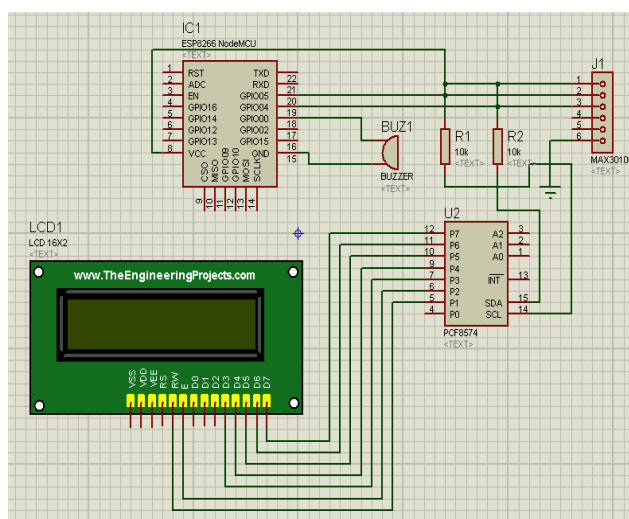 IC1
ESP8266 NodeMCU
<TEXT>
1 RST TXD 22
2 ADC RXD 21
3 EN GPIO05 20
4 GPIO16 GPIO04 19
5 GPIO14 GPIO00 18
6 GPIO12 GPIO02 17
7 GPIO13 GPIO15 16
8 VCC GND 15
CSO MISO GPIO09 GPIO10 MOSI SCLK
9 10 11 12 13 14
BUZ1
BUZZER
<TEXT>
R1
10k
<TEXT>
R2
10k
<TEXT>
J1
1
2
3
4
5
6
MAX3010
<TEXT>
U2
12 P7 A2 3
11 P6 A1 2
10 P5 A0 1
9 P4
7 P3 INT 13
6 P2
5 P1 SDA 15
4 P0 SCL 14
PCF8574
<TEXT>
LCD1
LCD 16X2
<TEXT>
www.TheEngineeringProjects.com
VSS VDD VEE RS RW E D0 D1 D2 D3 D4 D5 D6 D7